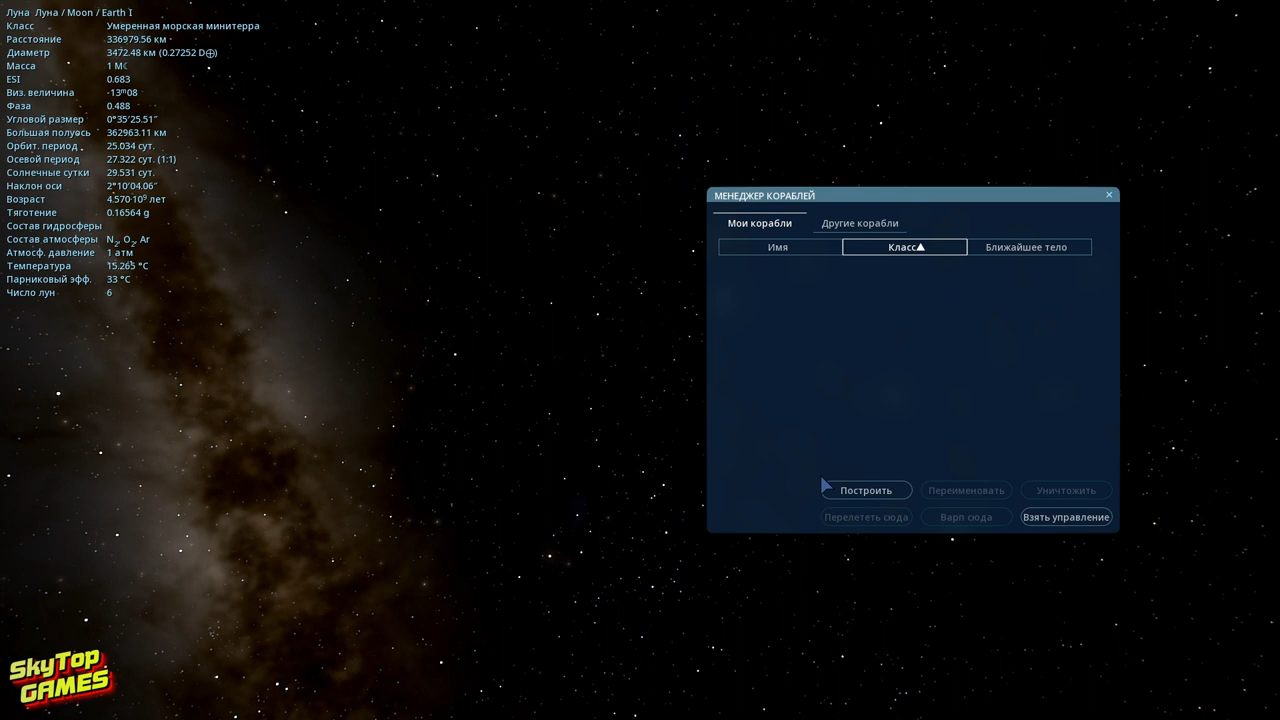 Луна Луна / Moon / Earth I
Класс Умеренная морская минитерра
Расстояние 336979.56 км
Диаметр 3472.48 км (0.27252 D⊕)
Масса 1 M☾
ESI 0.683
Виз. величина -13ᵐ08
Фаза 0.488
Угловой размер 0°35′25.51″
Большая полуось 362963.11 км
Орбит. период 25.034 сут.
Осевой период 27.322 сут. (1:1)
Солнечные сутки 29.531 сут.
Наклон оси 2°10′04.06″
Возраст 4.570·10⁹ лет
Тяготение 0.16564 g
Состав гидросферы
Состав атмосферы N₂, O₂, Ar
Атмосф. давление 1 атм
Температура 15.265 °C
Парниковый эфф. 33 °C
Число лун 6
МЕНЕДЖЕР КОРАБЛЕЙ ×
Мои корабли Другие корабли
Имя Класс▲ Ближайшее тело
Построить Переименовать Уничтожить
Перелететь сюда Варп сюда Взять управление
SkyTop
GAMES